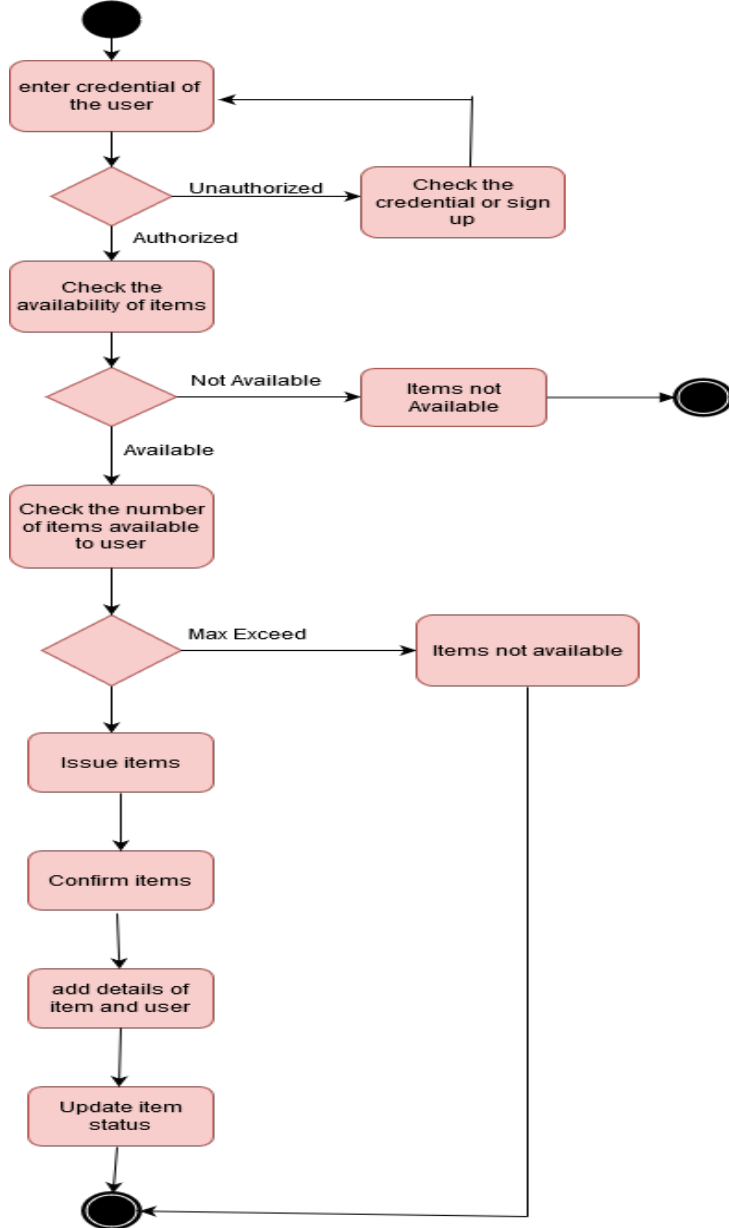 enter credential of
the user
Unauthorized
Check the
credential or sign
up
Authorized
Check the
availability of items
Not Available
Items not
Available
Available
Check the number
of items available
to user
Max Exceed
Items not available
Issue items
Confirm items
add details of
item and user
Update item
status